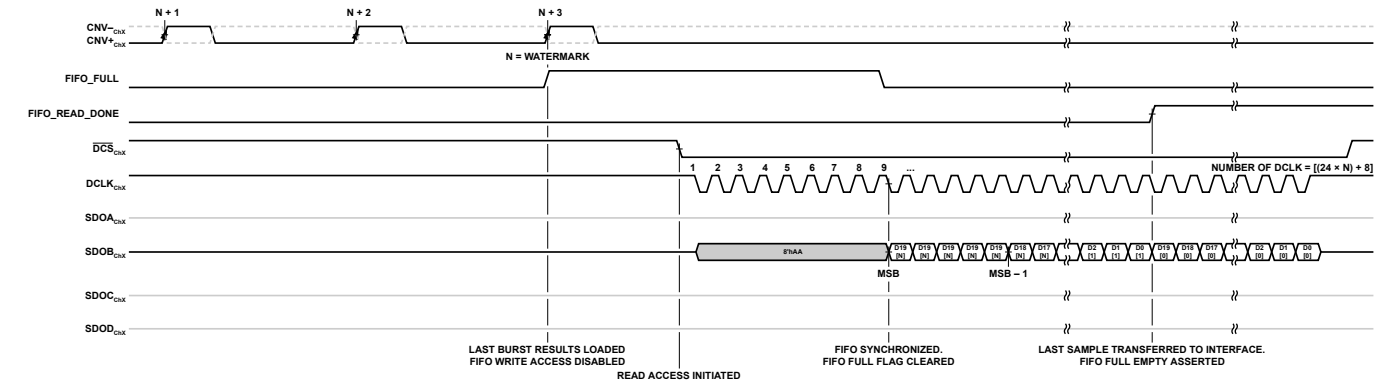 N + 1
N + 2
N + 3
CNV–ChX
CNV+ChX
N = WATERMARK
FIFO_FULL
FIFO_READ_DONE
DCSChX
NUMBER OF DCLK = [(24 × N) + 8]
1 2 3 4 5 6 7 8 9 ...
DCLKChX
SDOAChX
SDOBChX
8'hAA
D19 D19 D19 D19 D19 D18 D17 D2 D1 D0 D19 D18 D17 D2 D1 D0
[N] [N] [N] [N] [N] [N] [N] [1] [1] [1] [0] [0] [0] [0] [0] [0]
MSB
MSB – 1
SDOCChX
SDODChX
LAST BURST RESULTS LOADED
FIFO WRITE ACCESS DISABLED
READ ACCESS INITIATED
FIFO SYNCHRONIZED.
FIFO FULL FLAG CLEARED
LAST SAMPLE TRANSFERRED TO INTERFACE.
FIFO FULL EMPTY ASSERTED